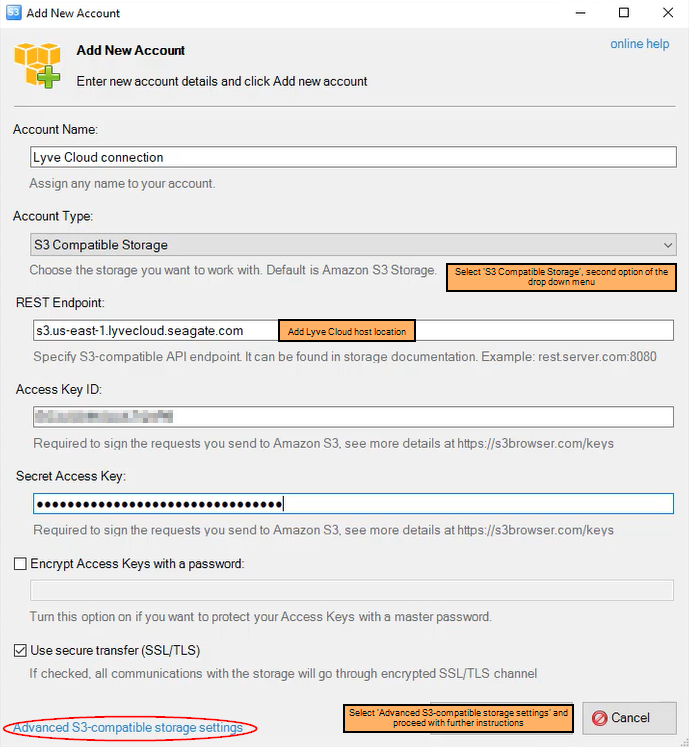 S3 Add New Account
online help
Add New Account
Enter new account details and click Add new account
Account Name:
Lyve Cloud connection
Assign any name to your account.
Account Type:
S3 Compatible Storage
Choose the storage you want to work with. Default is Amazon S3 Storage.
Select 'S3 Compatible Storage', second option of the
drop down menu
REST Endpoint:
s3.us-east-1.lyvecloud.seagate.com
Add Lyve Cloud host location
Specify S3-compatible API endpoint. It can be found in storage documentation. Example: rest.server.com:8080
Access Key ID:
Required to sign the requests you send to Amazon S3, see more details at https://s3browser.com/keys
Secret Access Key:
Required to sign the requests you send to Amazon S3, see more details at https://s3browser.com/keys
Encrypt Access Keys with a password:
Turn this option on if you want to protect your Access Keys with a master password.
Use secure transfer (SSL/TLS)
If checked, all communications with the storage will go through encrypted SSL/TLS channel
Advanced S3-compatible storage settings
Select 'Advanced S3-compatible storage settings' and
proceed with further instructions
Cancel